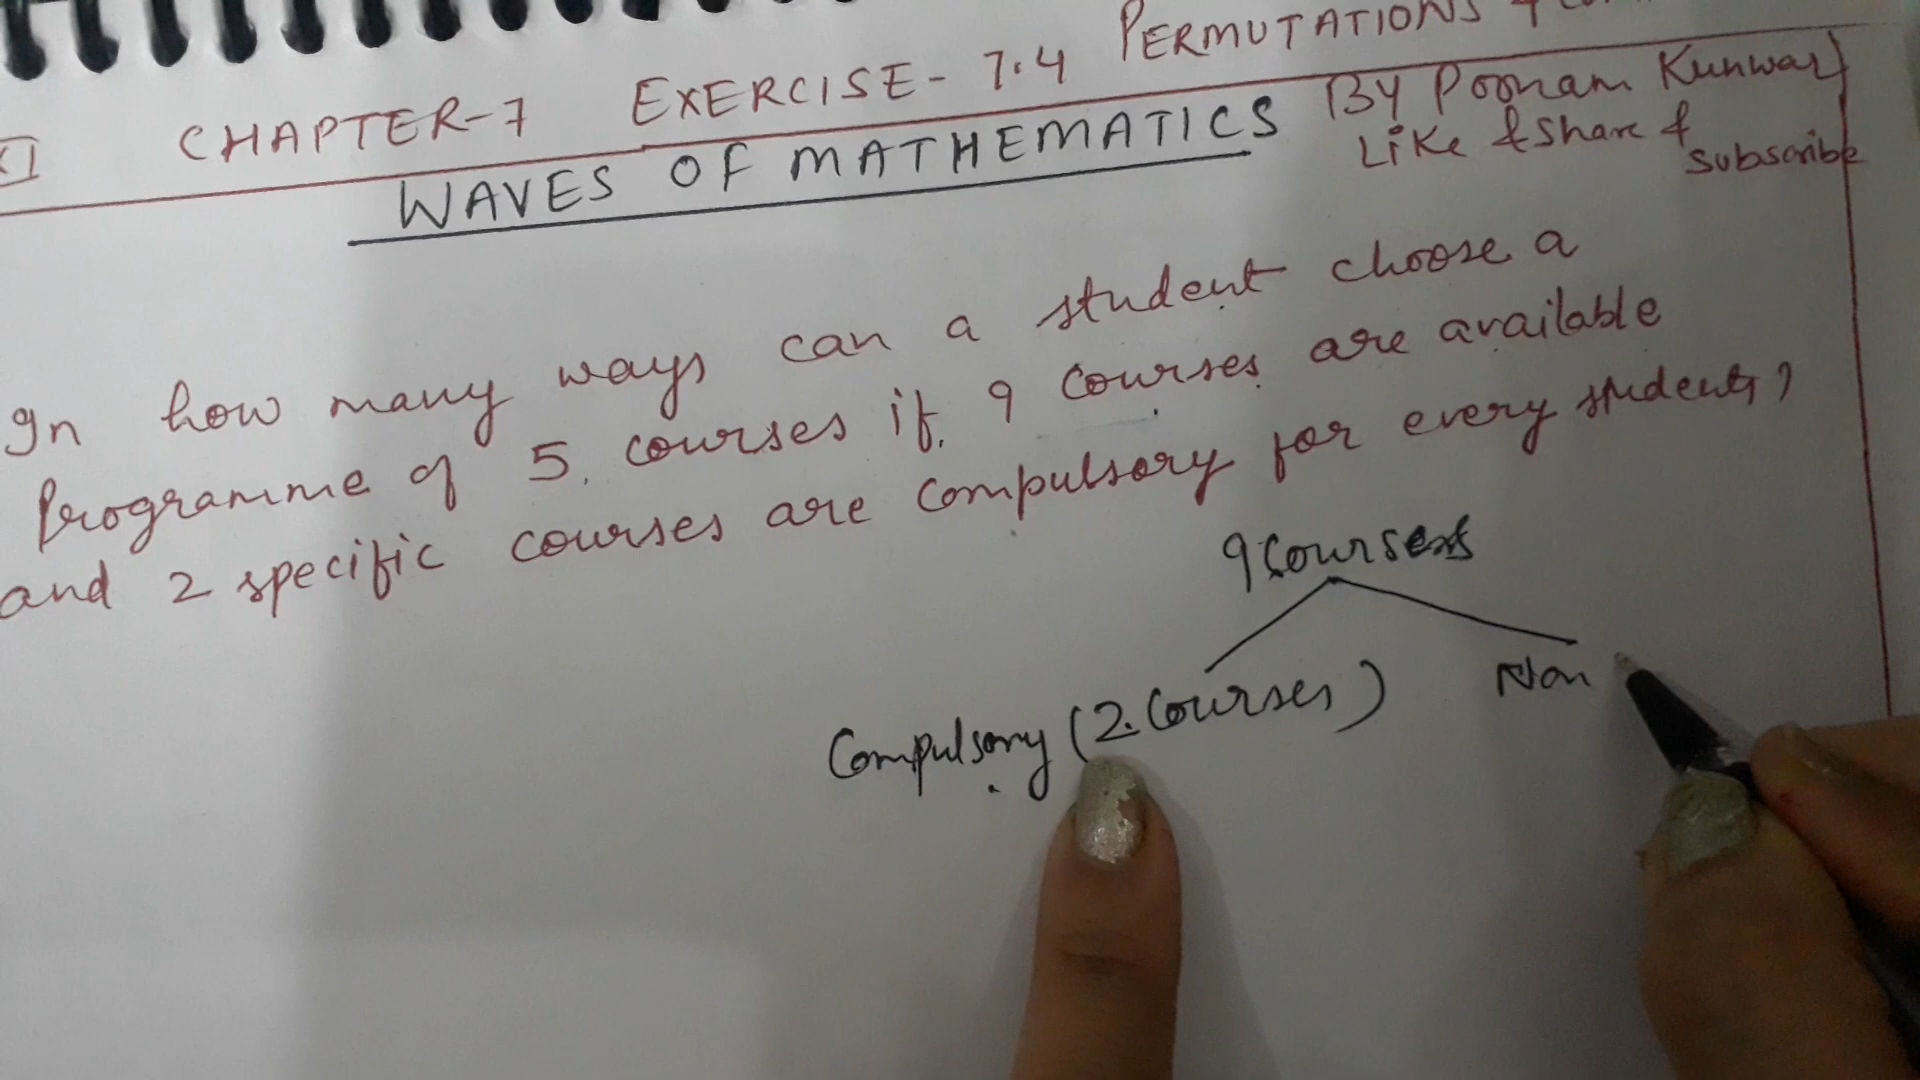 CHAPTER-7 EXERCISE- 7.4 PERMUTATIONS
WAVES OF MATHEMATICS By Poonam Kunwar
Like & Share &
Subscribe
In how many ways can a student choose a
Programme of 5 courses if 9 Courses are available
and 2 specific courses are compulsory for every student?
9 Courses
Compulsory (2 Courses) Non